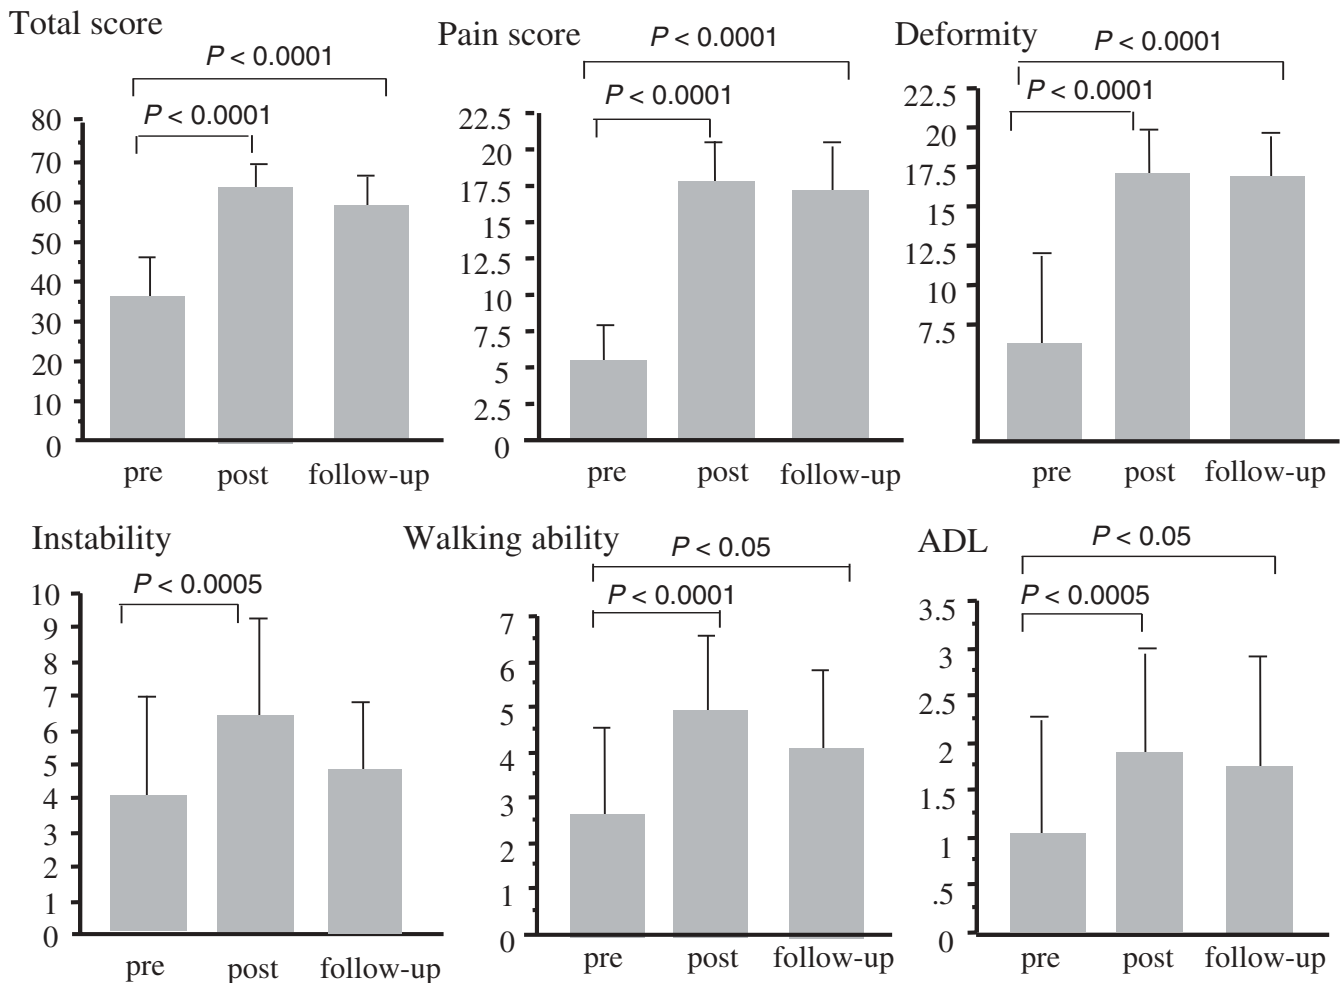 Total score
P < 0.0001
P < 0.0001
80
70
60
50
40
30
20
10
0
pre post follow-up
Pain score
P < 0.0001
P < 0.0001
22.5
20
17.5
15
12.5
10
7.5
5
2.5
0
pre post follow-up
Deformity
P < 0.0001
P < 0.0001
22.5
20
17.5
15
12.5
10
7.5
pre post follow-up
Instability
P < 0.0005
10
9
8
7
6
5
4
3
2
1
0
pre post follow-up
Walking ability
P < 0.05
P < 0.0001
7
6
5
4
3
2
1
0
pre post follow-up
ADL
P < 0.05
P < 0.0005
3.5
3
2.5
2
1.5
1
.5
0
pre post follow-up